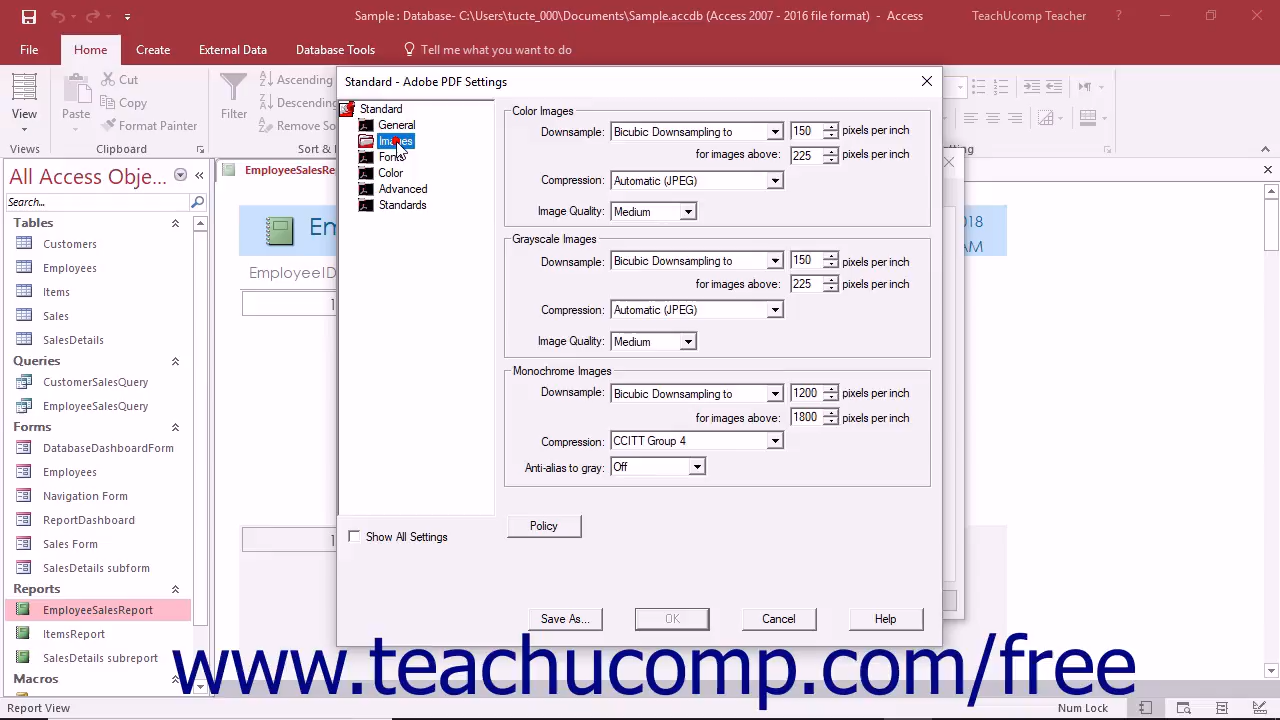 Sample : Database- C:\Users\tucte_000\Documents\Sample.accdb (Access 2007 - 2016 file format) - Access
TeachUcomp Teacher
?
File
Home
Create
External Data
Database Tools
Tell me what you want to do
View
Views
Paste
Cut
Copy
Format Painter
Clipboard
Filter
Ascending
Descending
Sort &
Standard - Adobe PDF Settings
Standard
General
Images
Fonts
Color
Advanced
Standards
Show All Settings
Color Images
Downsample: Bicubic Downsampling to 150 pixels per inch
for images above: 225 pixels per inch
Compression: Automatic (JPEG)
Image Quality: Medium
Grayscale Images
Downsample: Bicubic Downsampling to 150 pixels per inch
for images above: 225 pixels per inch
Compression: Automatic (JPEG)
Image Quality: Medium
Monochrome Images
Downsample: Bicubic Downsampling to 1200 pixels per inch
for images above: 1800 pixels per inch
Compression: CCITT Group 4
Anti-alias to gray: Off
Policy
Save As...
OK
Cancel
Help
All Access Obje...
Search...
Tables
Customers
Employees
Items
Sales
SalesDetails
Queries
CustomerSalesQuery
EmployeeSalesQuery
Forms
DatabaseDashboardForm
Employees
Navigation Form
ReportDashboard
Sales Form
SalesDetails subform
Reports
EmployeeSalesReport
ItemsReport
SalesDetails subreport
Macros
EmployeeSalesRe
Em
018
AM
EmployeeID
1
1
www.teachucomp.com/free
Report View
Num Lock